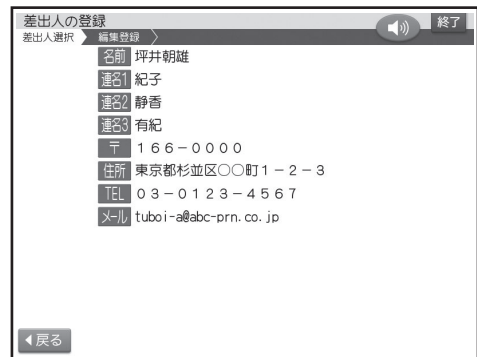 差出人の登録
終了
差出人選択 編集登録
名前 坪井朝雄
連名1 紀子
連名2 静香
連名3 有紀
〒 １６６－００００
住所 東京都杉並区○○町１－２－３
TEL ０３－０１２３－４５６７
メール tuboi-a@abc-prn.co.jp
戻る